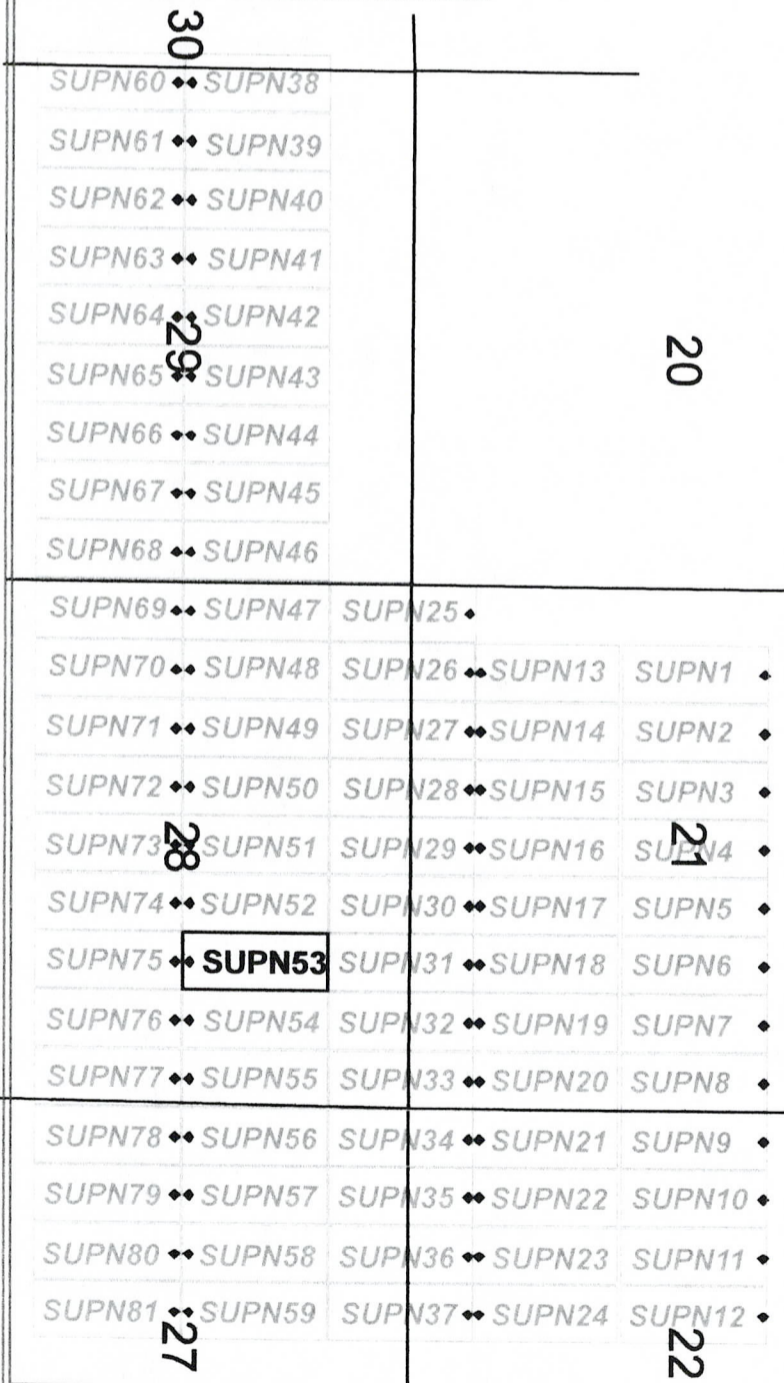 30
SUPN60 SUPN38
SUPN61 SUPN39
SUPN62 SUPN40
SUPN63 SUPN41
SUPN64 SUPN42
29
20
SUPN65 SUPN43
SUPN66 SUPN44
SUPN67 SUPN45
SUPN68 SUPN46
SUPN69 SUPN47 SUPN25
SUPN70 SUPN48 SUPN26 SUPN13 SUPN1
SUPN71 SUPN49 SUPN27 SUPN14 SUPN2
SUPN72 SUPN50 SUPN28 SUPN15 SUPN3
SUPN73 28 SUPN51 SUPN29 SUPN16 SUPN4 21
SUPN74 SUPN52 SUPN30 SUPN17 SUPN5
SUPN75 SUPN53 SUPN31 SUPN18 SUPN6
SUPN76 SUPN54 SUPN32 SUPN19 SUPN7
SUPN77 SUPN55 SUPN33 SUPN20 SUPN8
SUPN78 SUPN56 SUPN34 SUPN21 SUPN9
SUPN79 SUPN57 SUPN35 SUPN22 SUPN10
SUPN80 SUPN58 SUPN36 SUPN23 SUPN11
SUPN81 SUPN59 SUPN37 SUPN24 SUPN12
27 22